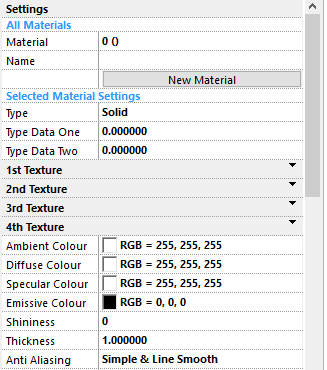 Settings
All Materials
Material 0 ()
Name
New Material
Selected Material Settings
Type Solid
Type Data One 0.000000
Type Data Two 0.000000
1st Texture
2nd Texture
3rd Texture
4th Texture
Ambient Colour RGB = 255, 255, 255
Diffuse Colour RGB = 255, 255, 255
Specular Colour RGB = 255, 255, 255
Emissive Colour RGB = 0, 0, 0
Shininess 0
Thickness 1.000000
Anti Aliasing Simple & Line Smooth